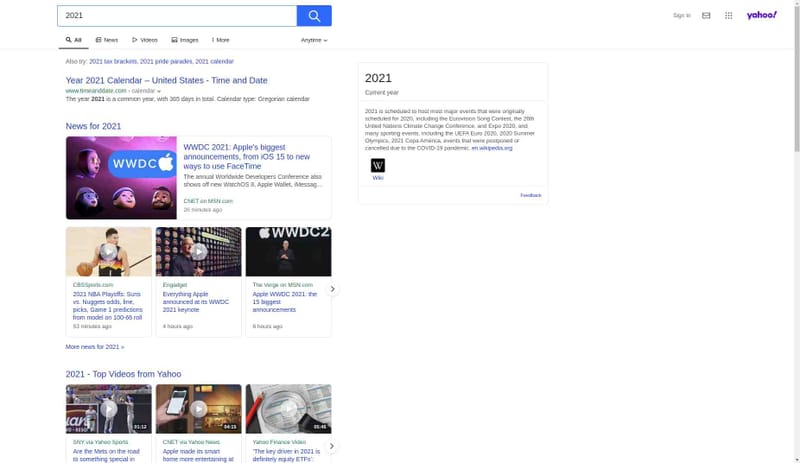 2021
Sign In
yahoo!
All
News
Videos
Images
More
Anytime
Also try: 2021 tax brackets, 2021 pride parades, 2021 calendar
Year 2021 Calendar – United States - Time and Date
www.timeanddate.com › calendar
The year 2021 is a common year, with 365 days in total. Calendar type: Gregorian calendar
News for 2021
WWDC
WWDC 2021: Apple's biggest
announcements, from iOS 15 to new
ways to use FaceTime
The annual Worldwide Developers Conference also
shows off new WatchOS 8, Apple Wallet, iMessag...
CNET on MSN.com
26 minutes ago
WWDC2
CBSSports.com
2021 NBA Playoffs: Suns
vs. Nuggets odds, line,
picks, Game 1 predictions
from model on 100-66 roll
53 minutes ago
Engadget
Everything Apple
announced at its WWDC
2021 keynote
4 hours ago
The Verge on MSN.com
Apple WWDC 2021: the
15 biggest
announcements
6 hours ago
More news for 2021 »
2021 - Top Videos from Yahoo
01:12
04:15
05:46
SNY via Yahoo Sports
Are the Mets on the road
to something special in
CNET via Yahoo News
Apple made its smart
home more entertaining at
Yahoo Finance Video
'The key driver in 2021 is
definitely equity ETFs':
2021
Current year
2021 is scheduled to host most major events that were originally
scheduled for 2020, including the Eurovision Song Contest, the 26th
United Nations Climate Change Conference, and Expo 2020, and
many sporting events, including the UEFA Euro 2020, 2020 Summer
Olympics, 2021 Copa America, events that were postponed or
cancelled due to the COVID-19 pandemic. en.wikipedia.org
W
Wiki
Feedback